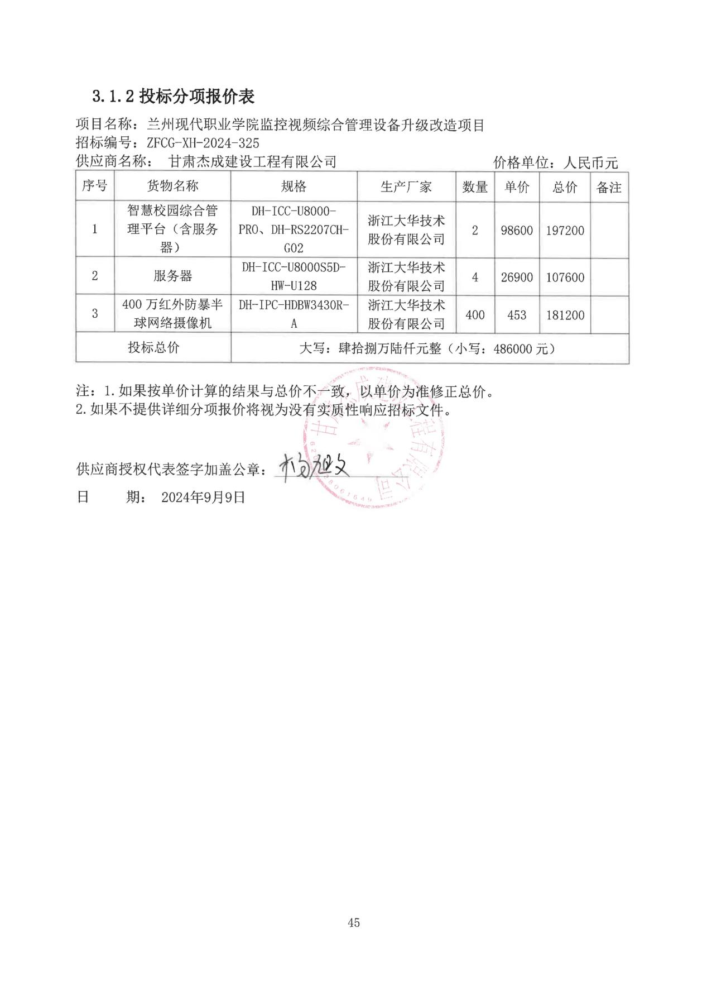 3.1.2 投标分项报价表
项目名称：兰州现代职业学院监控视频综合管理设备升级改造项目
招标编号：ZFCG-XH-2024-325
供应商名称： 甘肃杰成建设工程有限公司 价格单位：人民币元
序号 货物名称 规格 生产厂家 数量 单价 总价 备注
1 智慧校园综合管理平台（含服务器） DH-ICC-U8000-PRO、DH-RS2207CH-G02 浙江大华技术股份有限公司 2 98600 197200
2 服务器 DH-ICC-U8000S5D-HW-U128 浙江大华技术股份有限公司 4 26900 107600
3 400 万红外防暴半球网络摄像机 DH-IPC-HDBW3430R-A 浙江大华技术股份有限公司 400 453 181200
投标总价 大写：肆拾捌万陆仟元整（小写：486000 元）
注：1.如果按单价计算的结果与总价不一致，以单价为准修正总价。
2.如果不提供详细分项报价将视为没有实质性响应招标文件。
甘肃杰成建设工程有限公司
供应商授权代表签字加盖公章：杨旭文
日 期： 2024年9月9日
45